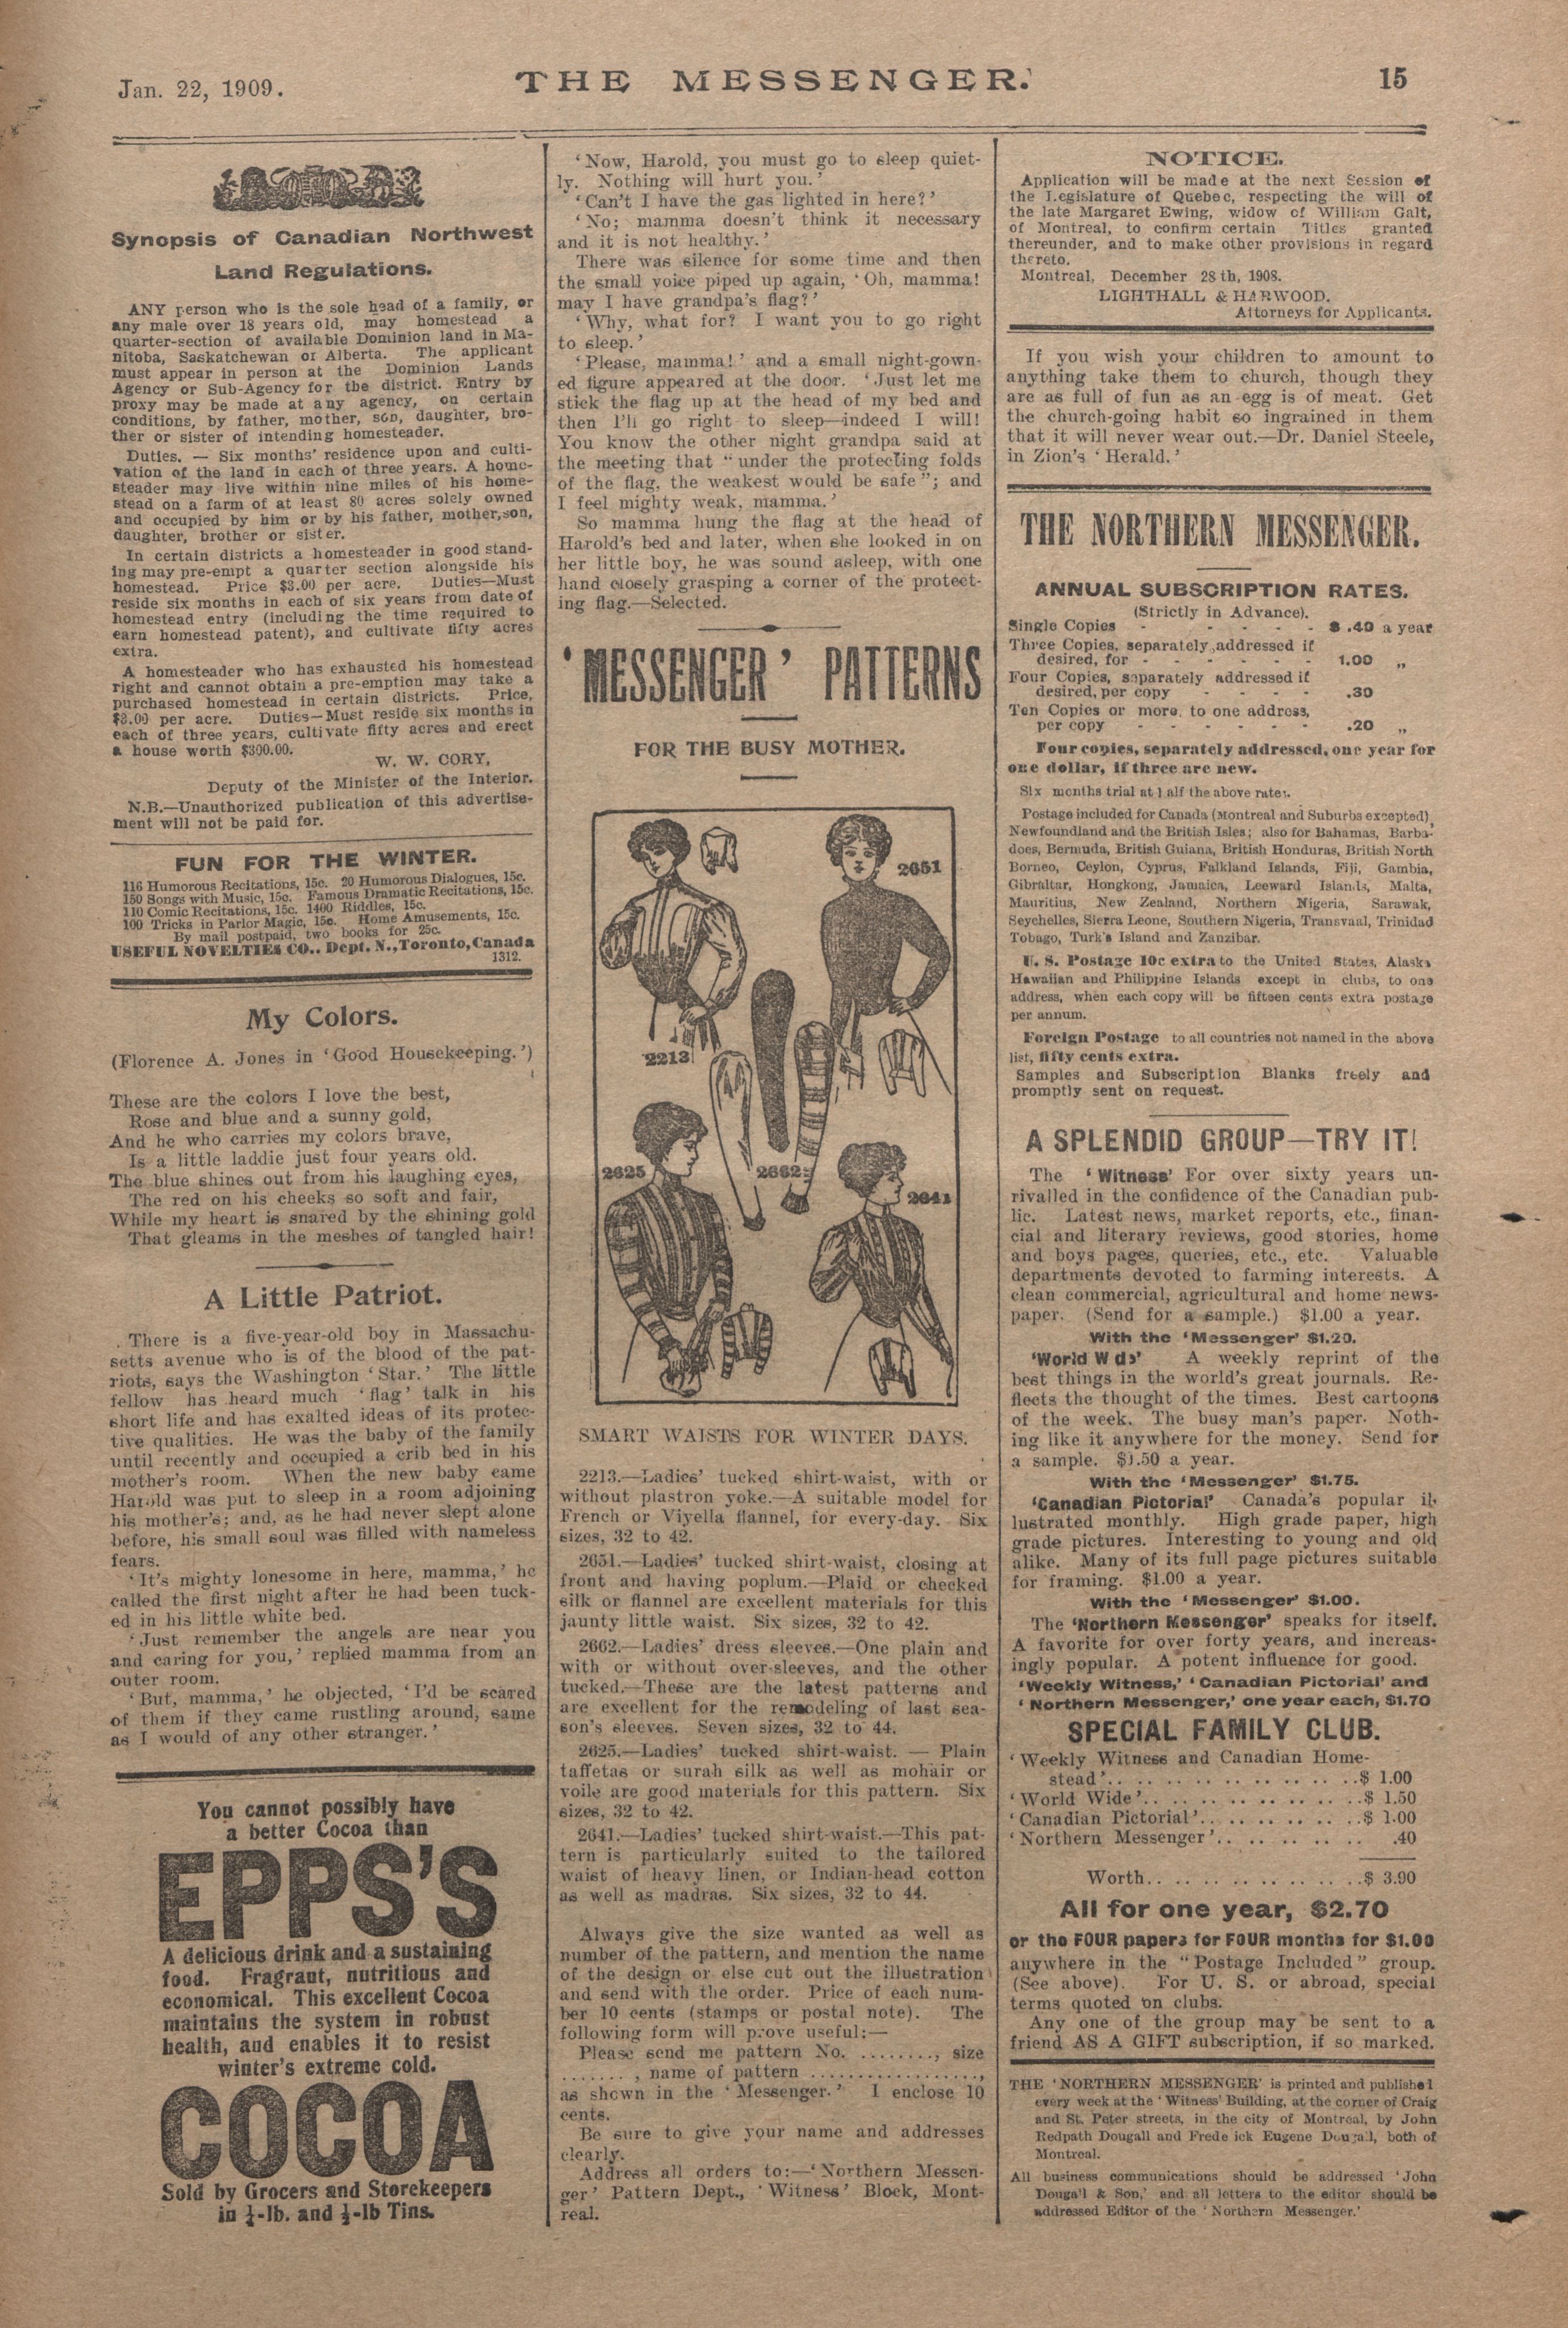 Jan. 22, 1909.
THE MESSENGER.
15
Synopsis of Canadian Northwest
Land Regulations.
ANY person who is the sole head of a family, or
any male over 18 years old, may homestead a
quarter-section of available Dominion land in Ma-
nitoba, Saskatchewan or Alberta. The applicant
must appear in person at the Dominion Lands
Agency or Sub-Agency for the district. Entry by
proxy may be made at any agency, on certain
conditions, by father, mother, son, daughter, bro-
ther or sister of intending homesteader.
Duties. — Six months' residence upon and culti-
vation of the land in each of three years. A home-
steader may live within nine miles of his home-
stead on a farm of at least 80 acres solely owned
and occupied by him or by his father, mother, son,
daughter, brother or sister.
In certain districts a homesteader in good stand-
ing may pre-empt a quarter section alongside his
homestead. Price $3.00 per acre. Duties—Must
reside six months in each of six years from date of
homestead entry (including the time required to
earn homestead patent), and cultivate fifty acres
extra.
A homesteader who has exhausted his homestead
right and cannot obtain a pre-emption may take a
purchased homestead in certain districts. Price,
$3.00 per acre. Duties—Must reside six months in
each of three years, cultivate fifty acres and erect
a house worth $300.00.
W. W. CORY,
Deputy of the Minister of the Interior.
N.B.—Unauthorized publication of this advertise-
ment will not be paid for.
FUN FOR THE WINTER.
116 Humorous Recitations, 15c. 20 Humorous Dialogues, 15c.
150 Songs with Music, 15c. Famous Dramatic Recitations, 15c.
110 Comic Recitations, 15c. 1400 Riddles, 15c.
100 Tricks in Parlor Magic, 15c. Home Amusements, 15c.
By mail postpaid, two books for 25c.
USEFUL NOVELTIES CO., Dept. N., Toronto, Canada
1312.
My Colors.
(Florence A. Jones in 'Good Housekeeping.')
These are the colors I love the best,
Rose and blue and a sunny gold,
And he who carries my colors brave,
Is a little laddie just four years old.
The blue shines out from his laughing eyes,
The red on his cheeks so soft and fair,
While my heart is snared by the shining gold
That gleams in the meshes of tangled hair!
A Little Patriot.
There is a five-year-old boy in Massachu-
setts avenue who is of the blood of the pat-
riots, says the Washington 'Star.' The little
fellow has heard much 'flag' talk in his
short life and has exalted ideas of its protec-
tive qualities. He was the baby of the family
until recently and occupied a crib bed in his
mother's room. When the new baby came
Harold was put to sleep in a room adjoining
his mother's; and, as he had never slept alone
before, his small soul was filled with nameless
fears.
'It's mighty lonesome in here, mamma,' he
called the first night after he had been tuck-
ed in his little white bed.
'Just remember the angels are near you
and caring for you,' replied mamma from an
outer room.
'But, mamma,' he objected, 'I'd be scared
of them if they came rustling around, same
as I would of any other stranger.'
You cannot possibly have
a better Cocoa than
EPPS'S
A delicious drink and a sustaining
food. Fragrant, nutritious and
economical. This excellent Cocoa
maintains the system in robust
health, and enables it to resist
winter's extreme cold.
COCOA
Sold by Grocers and Storekeepers
in ¼-lb. and ½-lb Tins.
'Now, Harold, you must go to sleep quiet-
ly. Nothing will hurt you.'
'Can't I have the gas lighted in here?'
'No; mamma doesn't think it necessary
and it is not healthy.'
There was silence for some time and then
the small voice piped up again, 'Oh, mamma!
may I have grandpa's flag?'
'Why, what for? I want you to go right
to sleep.'
'Please, mamma!' and a small night-gown-
ed figure appeared at the door. 'Just let me
stick the flag up at the head of my bed and
then I'll go right to sleep—indeed I will!
You know the other night grandpa said at
the meeting that "under the protecting folds
of the flag, the weakest would be safe"; and
I feel mighty weak, mamma.'
So mamma hung the flag at the head of
Harold's bed and later, when she looked in on
her little boy, he was sound asleep, with one
hand closely grasping a corner of the protect-
ing flag.—Selected.
'MESSENGER' PATTERNS
FOR THE BUSY MOTHER.
2651
2213
2625
2662
2641
SMART WAISTS FOR WINTER DAYS.
2213.—Ladies' tucked shirt-waist, with or
without plastron yoke.—A suitable model for
French or Viyella flannel, for every-day. Six
sizes, 32 to 42.
2651.—Ladies' tucked shirt-waist, closing at
front and having poplum.—Plaid or checked
silk or flannel are excellent materials for this
jaunty little waist. Six sizes, 32 to 42.
2662.—Ladies' dress sleeves.—One plain and
with or without over-sleeves, and the other
tucked.—These are the latest patterns and
are excellent for the remodeling of last sea-
son's sleeves. Seven sizes, 32 to 44.
2625.—Ladies' tucked shirt-waist. — Plain
taffetas or surah silk as well as mohair or
voile are good materials for this pattern. Six
sizes, 32 to 42.
2641.—Ladies' tucked shirt-waist.—This pat-
tern is particularly suited to the tailored
waist of heavy linen, or Indian-head cotton
as well as madras. Six sizes, 32 to 44.
Always give the size wanted as well as
number of the pattern, and mention the name
of the design or else cut out the illustration
and send with the order. Price of each num-
ber 10 cents (stamps or postal note). The
following form will prove useful:—
Please send me pattern No. ........, size
......., name of pattern ..................,
as shown in the 'Messenger.' I enclose 10
cents.
Be sure to give your name and addresses
clearly.
Address all orders to:—'Northern Messen-
ger' Pattern Dept., 'Witness' Block, Mont-
real.
NOTICE.
Application will be made at the next Session of
the Legislature of Quebec, respecting the will of
the late Margaret Ewing, widow of William Galt,
of Montreal, to confirm certain Titles granted
thereunder, and to make other provisions in regard
thereto.
Montreal, December 28th, 1908.
LIGHTHALL & HARWOOD.
Attorneys for Applicants.
If you wish your children to amount to
anything take them to church, though they
are as full of fun as an egg is of meat. Get
the church-going habit so ingrained in them
that it will never wear out.—Dr. Daniel Steele,
in Zion's 'Herald.'
THE NORTHERN MESSENGER.
ANNUAL SUBSCRIPTION RATES.
(Strictly in Advance).
Single Copies - - - - - $ .40 a year
Three Copies, separately addressed if
desired, for - - - - - - 1.00 „
Four Copies, separately addressed if
desired, per copy - - - - .30
Ten Copies or more, to one address,
per copy - - - - - - .20 „
Four copies, separately addressed, one year for
one dollar, if three are new.
Six months trial at half the above rates.
Postage included for Canada (Montreal and Suburbs excepted),
Newfoundland and the British Isles; also for Bahamas, Barba-
does, Bermuda, British Guiana, British Honduras, British North
Borneo, Ceylon, Cyprus, Falkland Islands, Fiji, Gambia,
Gibraltar, Hongkong, Jamaica, Leeward Islands, Malta,
Mauritius, New Zealand, Northern Nigeria, Sarawak,
Seychelles, Sierra Leone, Southern Nigeria, Transvaal, Trinidad
Tobago, Turk's Island and Zanzibar.
U. S. Postage 10c extra to the United States, Alaska
Hawaiian and Philippine Islands except in clubs, to one
address, when each copy will be fifteen cents extra postage
per annum.
Foreign Postage to all countries not named in the above
list, fifty cents extra.
Samples and Subscription Blanks freely and
promptly sent on request.
A SPLENDID GROUP—TRY IT!
The 'Witness' For over sixty years un-
rivalled in the confidence of the Canadian pub-
lic. Latest news, market reports, etc., finan-
cial and literary reviews, good stories, home
and boys pages, queries, etc., etc. Valuable
departments devoted to farming interests. A
clean commercial, agricultural and home news-
paper. (Send for a sample.) $1.00 a year.
With the 'Messenger' $1.20.
'World W de' A weekly reprint of the
best things in the world's great journals. Re-
flects the thought of the times. Best cartoons
of the week. The busy man's paper. Noth-
ing like it anywhere for the money. Send for
a sample. $1.50 a year.
With the 'Messenger' $1.75.
'Canadian Pictorial' Canada's popular il-
lustrated monthly. High grade paper, high
grade pictures. Interesting to young and old
alike. Many of its full page pictures suitable
for framing. $1.00 a year.
With the 'Messenger' $1.00.
The 'Northern Messenger' speaks for itself.
A favorite for over forty years, and increas-
ingly popular. A potent influence for good.
'Weekly Witness,' 'Canadian Pictorial' and
'Northern Messenger,' one year each, $1.70
SPECIAL FAMILY CLUB.
'Weekly Witness and Canadian Home-
stead'.. .. .. .. .. .. .. .. ..$ 1.00
'World Wide'.. .. .. .. .. .. .. ..$ 1.50
'Canadian Pictorial'.. .. .. .. .. ..$ 1.00
'Northern Messenger'.. .. .. .. .. .. .40
Worth.. .. .. .. .. .. .. ..$ 3.90
All for one year, $2.70
or the FOUR papers for FOUR months for $1.00
anywhere in the "Postage Included" group.
(See above). For U. S. or abroad, special
terms quoted on clubs.
Any one of the group may be sent to a
friend AS A GIFT subscription, if so marked.
THE 'NORTHERN MESSENGER' is printed and published
every week at the 'Witness' Building, at the corner of Craig
and St. Peter streets, in the city of Montreal, by John
Redpath Dougall and Frede ick Eugene Dougall, both of
Montreal.
All business communications should be addressed 'John
Dougall & Son,' and all letters to the editor should be
addressed Editor of the 'Northern Messenger.'